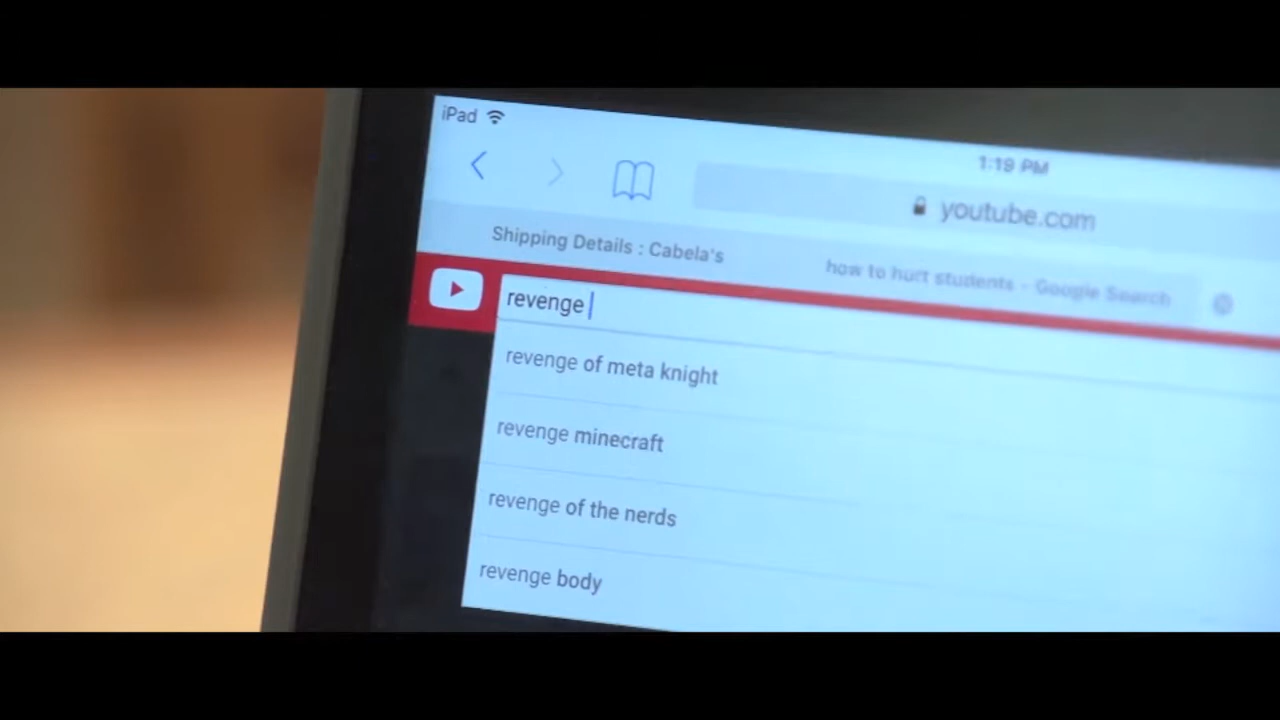 iPad
1:19 PM
youtube.com
Shipping Details : Cabela's
how to hurt students - Google Search
revenge
revenge of meta knight
revenge minecraft
revenge of the nerds
revenge body